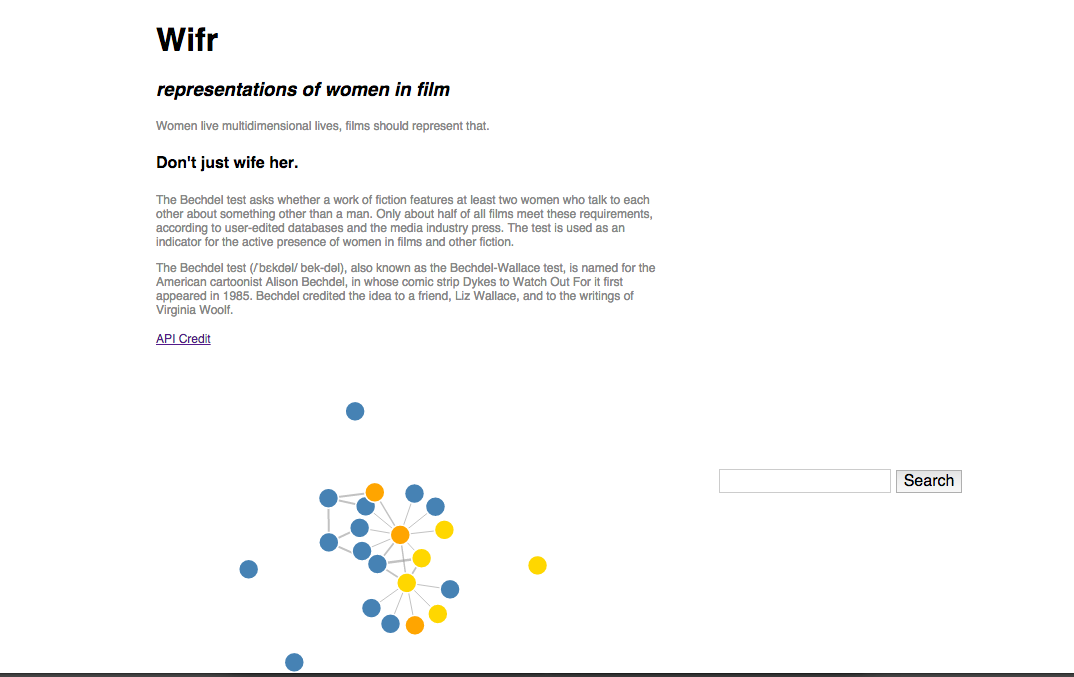 Wifr
representations of women in film
Women live multidimensional lives, films should represent that.
Don't just wife her.
The Bechdel test asks whether a work of fiction features at least two women who talk to each
other about something other than a man. Only about half of all films meet these requirements,
according to user-edited databases and the media industry press. The test is used as an
indicator for the active presence of women in films and other fiction.
The Bechdel test (/ˈbɛkdəl/ bek-dəl), also known as the Bechdel-Wallace test, is named for the
American cartoonist Alison Bechdel, in whose comic strip Dykes to Watch Out For it first
appeared in 1985. Bechdel credited the idea to a friend, Liz Wallace, and to the writings of
Virginia Woolf.
API Credit
Search